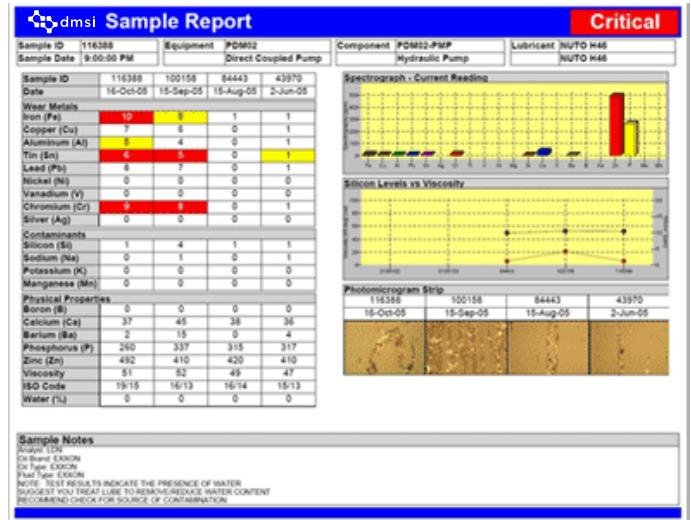 dmsi Sample Report Critical
Sample ID 116388 Equipment PDM02 Component PDM02-PMP Lubricant NUTO H46
Sample Date 9:00:00 PM Direct Coupled Pump Hydraulic Pump NUTO H46
Sample ID 116388 100158 84443 43970
Date 16-Oct-05 15-Sep-05 15-Aug-05 2-Jun-05
Wear Metals
Iron (Fe) 10 8 1 1
Copper (Cu) 7 6 0 1
Aluminum (Al) 5 4 0 1
Tin (Sn) 6 5 0 1
Lead (Pb) 8 7 0 1
Nickel (Ni) 0 0 0 0
Vanadium (V) 0 0 0 0
Chromium (Cr) 9 8 0 1
Silver (Ag) 0 0 0 0
Contaminants
Silicon (Si) 1 4 1 1
Sodium (Na) 0 1 0 1
Potassium (K) 0 0 0 0
Manganese (Mn) 0 0 0 0
Physical Properties
Boron (B) 0 0 0 0
Calcium (Ca) 37 45 38 36
Barium (Ba) 2 15 0 4
Phosphorus (P) 260 337 315 317
Zinc (Zn) 492 410 420 410
Viscosity 51 52 49 47
ISO Code 19/15 16/13 16/14 15/13
Water (%) 0 0 0 0
Spectrograph - Current Reading
Silicon Levels vs Viscosity
Photomicrogram Strip
116388 100158 84443 43970
16-Oct-05 15-Sep-05 15-Aug-05 2-Jun-05
Sample Notes
Analyst: LDN
Oil Brand: EXXON
Oil Type: EXXON
Fluid Type: EXXON
NOTE: TEST RESULTS INDICATE THE PRESENCE OF WATER
SUGGEST YOU TREAT LUBE TO REMOVE/REDUCE WATER CONTENT
RECOMMEND CHECK FOR SOURCE OF CONTAMINATION